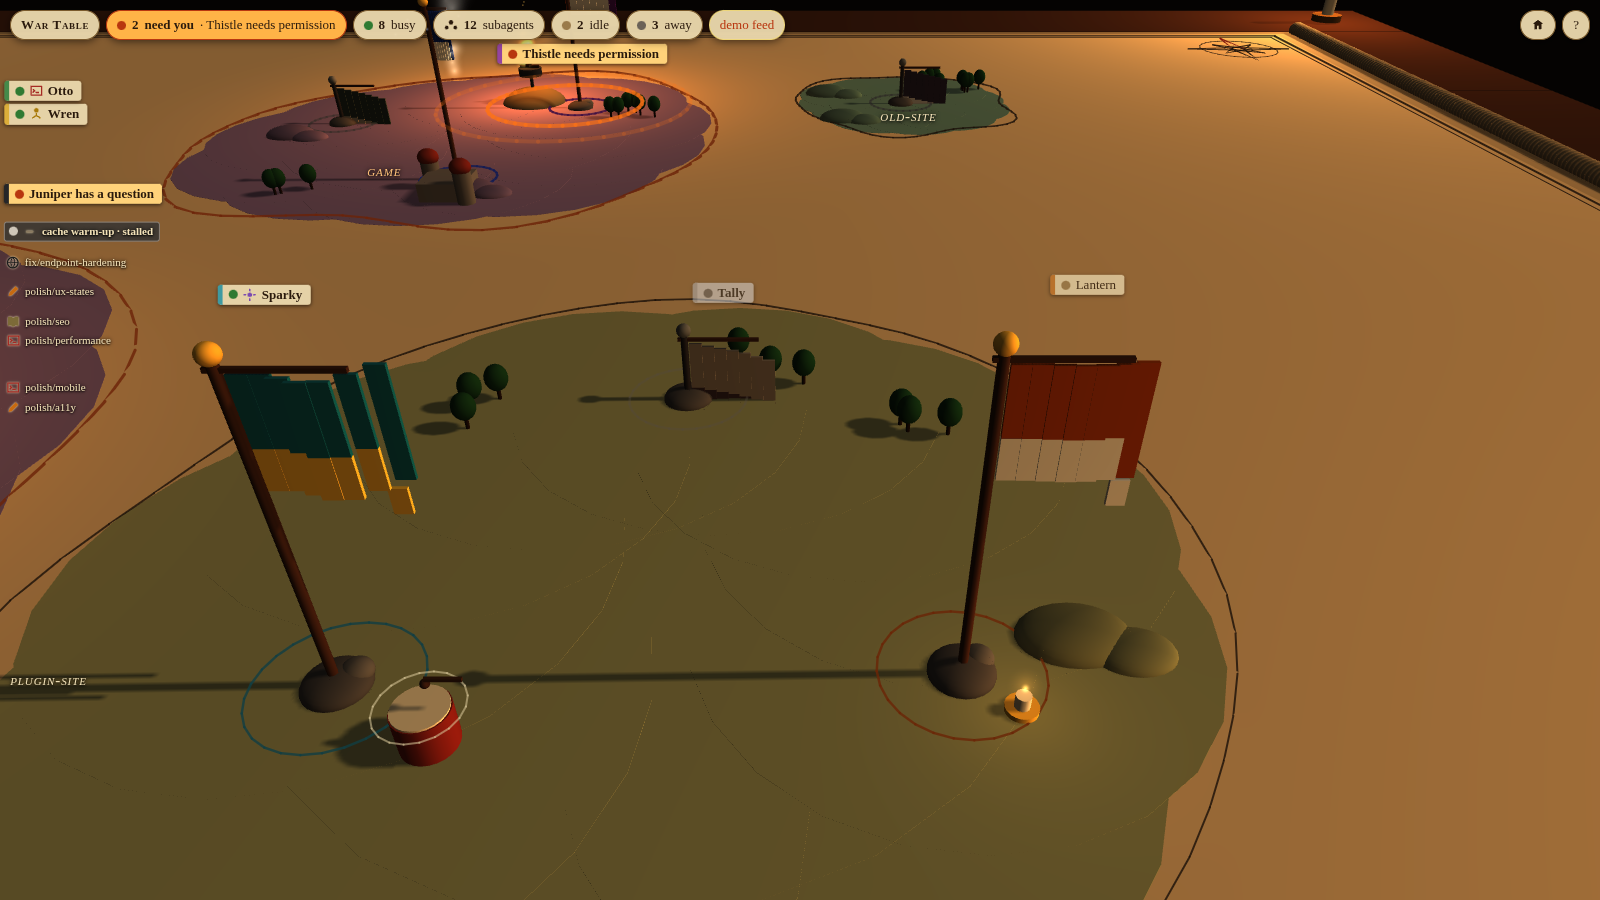 WAR TABLE
2 need you · Thistle needs permission
8 busy
12 subagents
2 idle
3 away
demo feed
?
Thistle needs permission
Otto
Wren
OLD-SITE
GAME
Juniper has a question
cache warm-up · stalled
fix/endpoint-hardening
polish/ux-states
Sparky
Tally
Lantern
polish/seo
polish/performance
polish/mobile
polish/a11y
PLUGIN-SITE